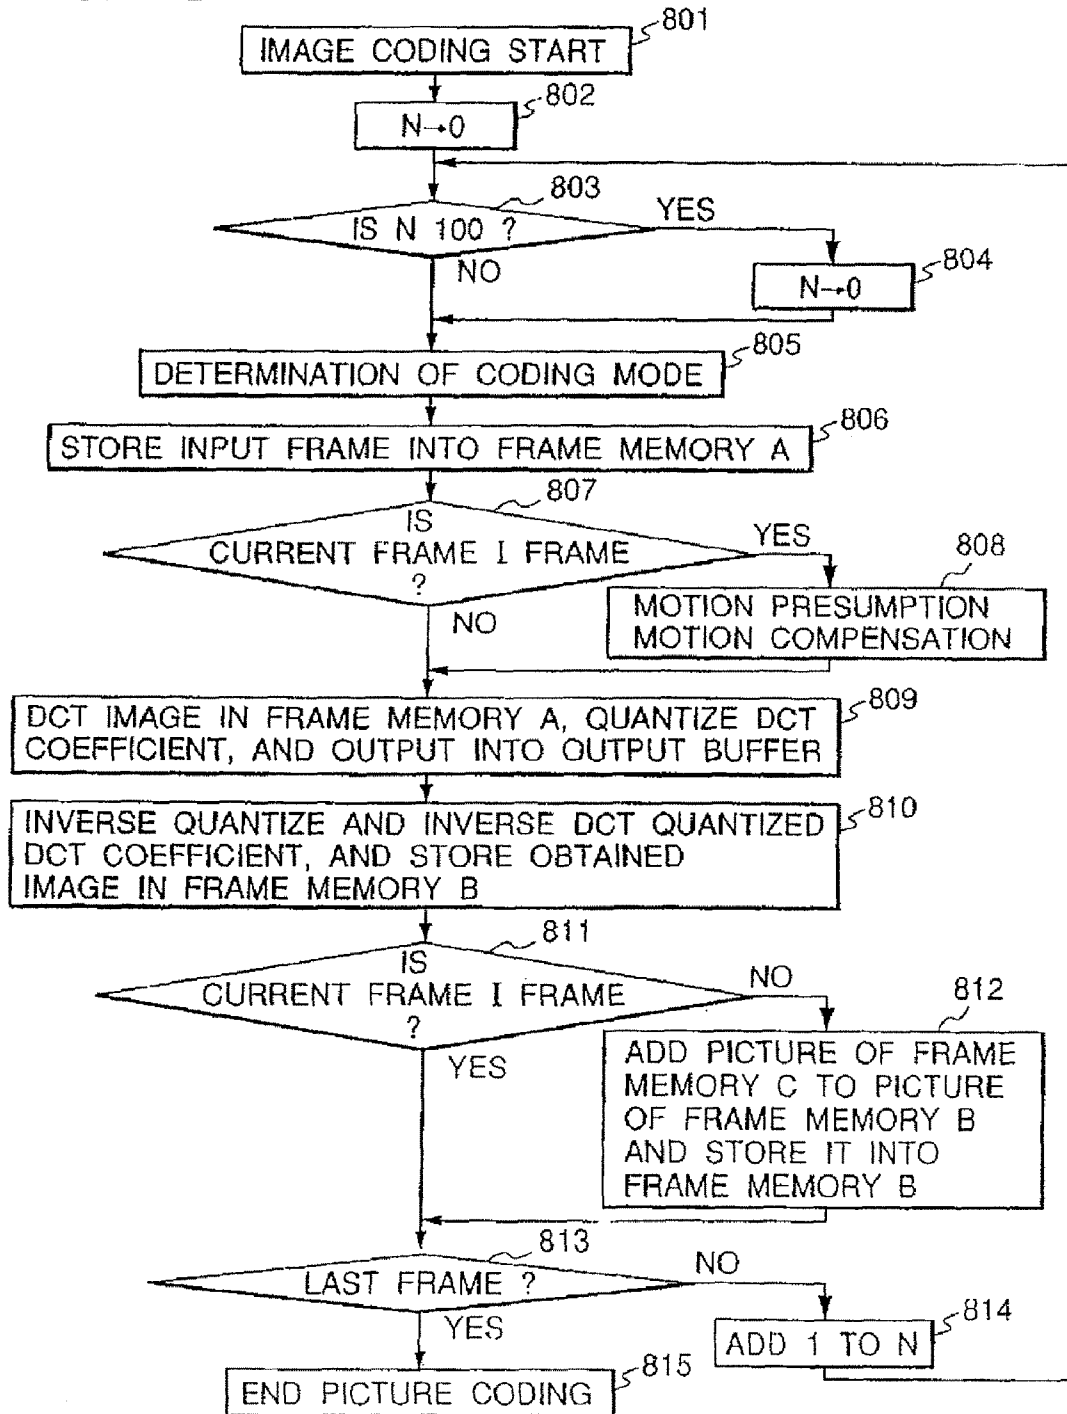 801
IMAGE CODING START
802
N→0
803
IS N 100 ?
YES
NO
804
N→0
805
DETERMINATION OF CODING MODE
806
STORE INPUT FRAME INTO FRAME MEMORY A
807
IS
CURRENT FRAME I FRAME
?
YES
NO
808
MOTION PRESUMPTION
MOTION COMPENSATION
809
DCT IMAGE IN FRAME MEMORY A, QUANTIZE DCT
COEFFICIENT, AND OUTPUT INTO OUTPUT BUFFER
810
INVERSE QUANTIZE AND INVERSE DCT QUANTIZED
DCT COEFFICIENT, AND STORE OBTAINED
IMAGE IN FRAME MEMORY B
811
IS
CURRENT FRAME I FRAME
?
NO
YES
812
ADD PICTURE OF FRAME
MEMORY C TO PICTURE
OF FRAME MEMORY B
AND STORE IT INTO
FRAME MEMORY B
813
LAST FRAME ?
NO
YES
814
ADD 1 TO N
815
END PICTURE CODING